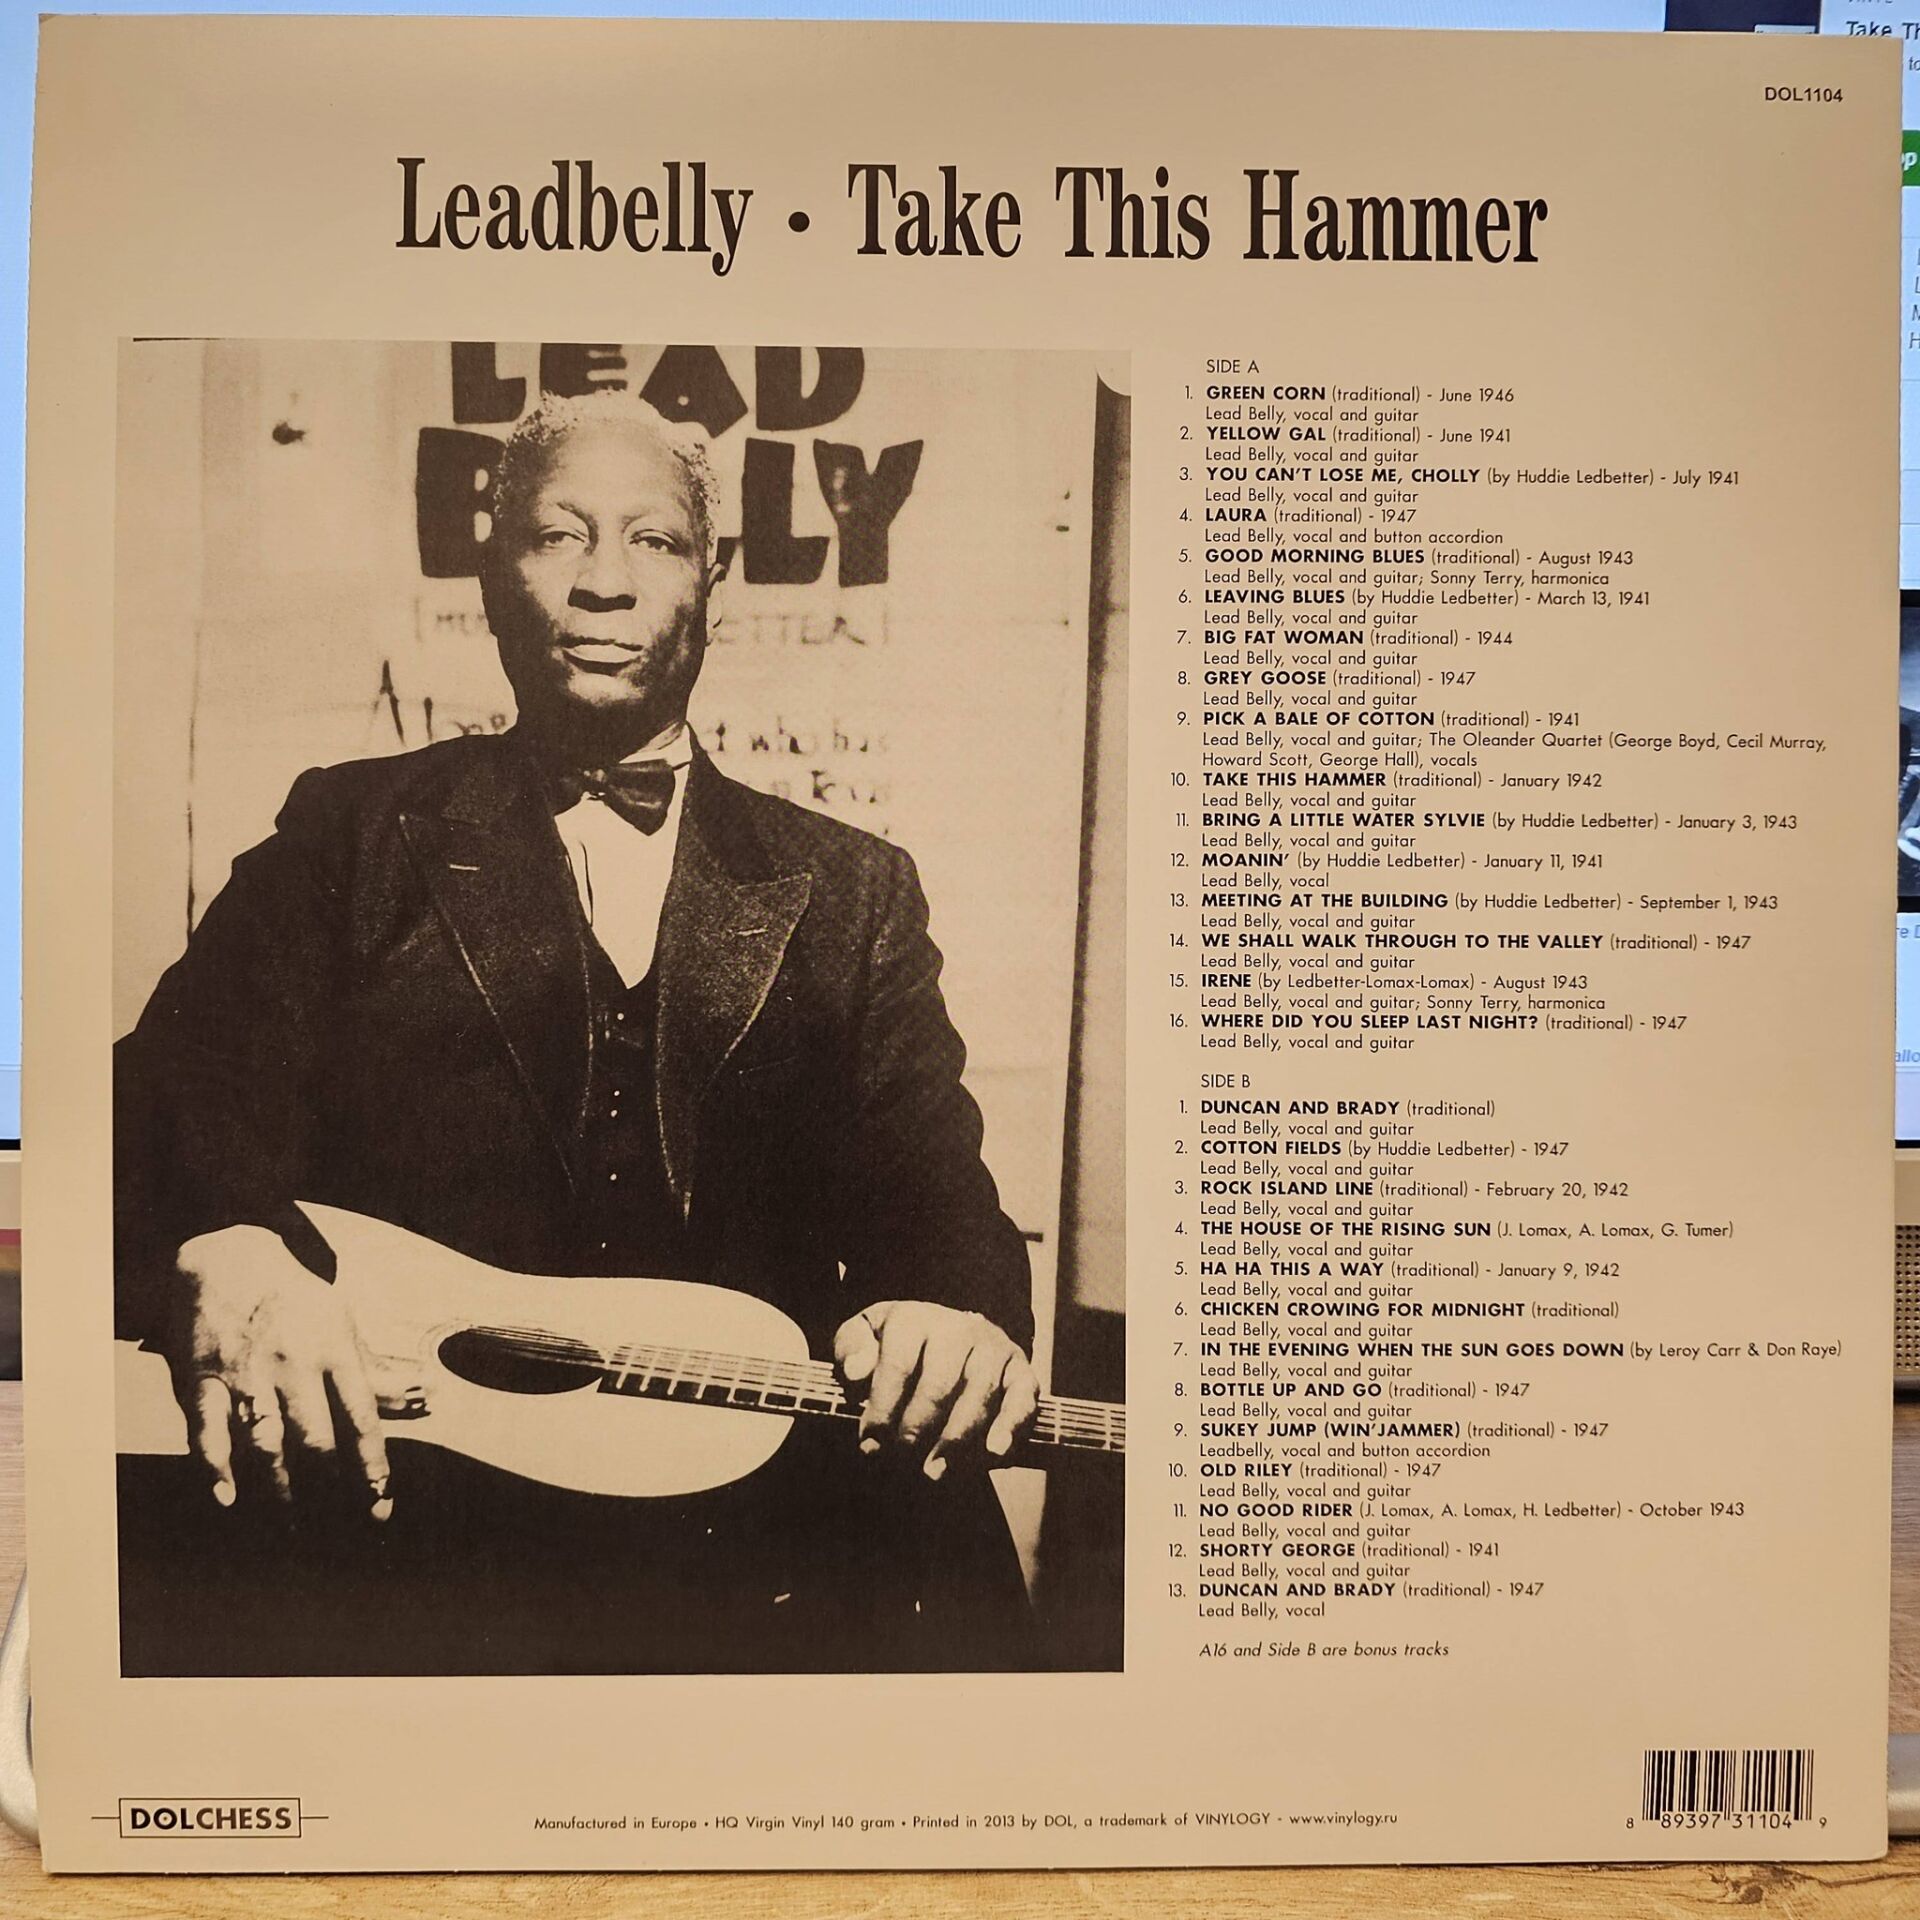 DOL1104
Leadbelly • Take This Hammer
LEAD
B LLY
SIDE A
1. GREEN CORN (traditional) - June 1946
Lead Belly, vocal and guitar
2. YELLOW GAL (traditional) - June 1941
Lead Belly, vocal and guitar
3. YOU CAN'T LOSE ME, CHOLLY (by Huddie Ledbetter) - July 1941
Lead Belly, vocal and guitar
4. LAURA (traditional) - 1947
Lead Belly, vocal and button accordion
5. GOOD MORNING BLUES (traditional) - August 1943
Lead Belly, vocal and guitar; Sonny Terry, harmonica
6. LEAVING BLUES (by Huddie Ledbetter) - March 13, 1941
Lead Belly, vocal and guitar
7. BIG FAT WOMAN (traditional) - 1944
Lead Belly, vocal and guitar
8. GREY GOOSE (traditional) - 1947
Lead Belly, vocal and guitar
9. PICK A BALE OF COTTON (traditional) - 1941
Lead Belly, vocal and guitar; The Oleander Quartet (George Boyd, Cecil Murray,
Howard Scott, George Hall), vocals
10. TAKE THIS HAMMER (traditional) - January 1942
Lead Belly, vocal and guitar
11. BRING A LITTLE WATER SYLVIE (by Huddie Ledbetter) - January 3, 1943
Lead Belly, vocal and guitar
12. MOANIN' (by Huddie Ledbetter) - January 11, 1941
Lead Belly, vocal
13. MEETING AT THE BUILDING (by Huddie Ledbetter) - September 1, 1943
Lead Belly, vocal and guitar
14. WE SHALL WALK THROUGH TO THE VALLEY (traditional) - 1947
Lead Belly, vocal and guitar
15. IRENE (by Ledbetter-Lomax-Lomax) - August 1943
Lead Belly, vocal and guitar; Sonny Terry, harmonica
16. WHERE DID YOU SLEEP LAST NIGHT? (traditional) - 1947
Lead Belly, vocal and guitar
SIDE B
1. DUNCAN AND BRADY (traditional)
Lead Belly, vocal and guitar
2. COTTON FIELDS (by Huddie Ledbetter) - 1947
Lead Belly, vocal and guitar
3. ROCK ISLAND LINE (traditional) - February 20, 1942
Lead Belly, vocal and guitar
4. THE HOUSE OF THE RISING SUN (J. Lomax, A. Lomax, G. Tumer)
Lead Belly, vocal and guitar
5. HA HA THIS A WAY (traditional) - January 9, 1942
Lead Belly, vocal and guitar
6. CHICKEN CROWING FOR MIDNIGHT (traditional)
Lead Belly, vocal and guitar
7. IN THE EVENING WHEN THE SUN GOES DOWN (by Leroy Carr & Don Raye)
Lead Belly, vocal and guitar
8. BOTTLE UP AND GO (traditional) - 1947
Lead Belly, vocal and guitar
9. SUKEY JUMP (WIN'JAMMER) (traditional) - 1947
Leadbelly, vocal and button accordion
10. OLD RILEY (traditional) - 1947
Lead Belly, vocal and guitar
11. NO GOOD RIDER (J. Lomax, A. Lomax, H. Ledbetter) - October 1943
Lead Belly, vocal and guitar
12. SHORTY GEORGE (traditional) - 1941
Lead Belly, vocal and guitar
13. DUNCAN AND BRADY (traditional) - 1947
Lead Belly, vocal
A16 and Side B are bonus tracks
DOLCHESS
Manufactured in Europe • HQ Virgin Vinyl 140 gram • Printed in 2013 by DOL, a trademark of VINYLOGY - www.vinylogy.ru
8 89397 31104 9